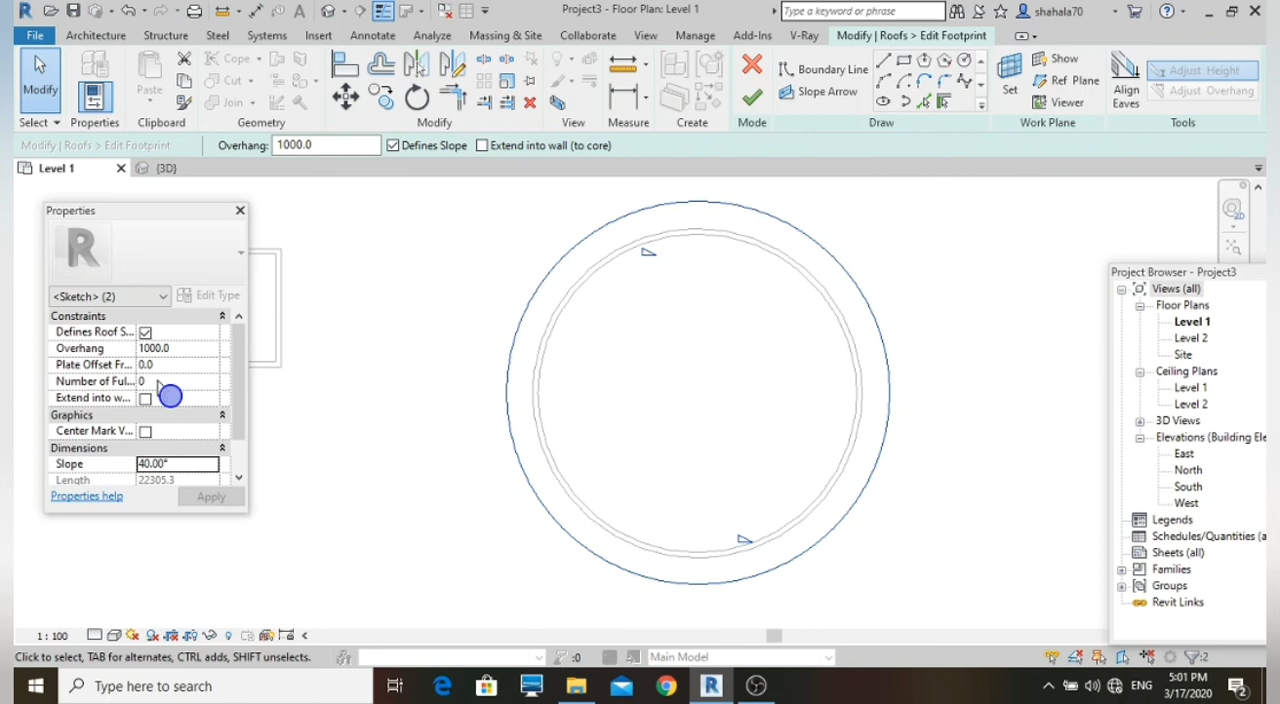 Project3 - Floor Plan: Level 1
Type a keyword or phrase
shahala70
File
Architecture
Structure
Steel
Systems
Insert
Annotate
Analyze
Massing & Site
Collaborate
View
Manage
Add-Ins
V-Ray
Modify | Roofs > Edit Footprint
Modify
Paste
Cope
Cut
Join
Boundary Line
Slope Arrow
Set
Show
Ref Plane
Viewer
Align
Eaves
Adjust Height
Adjust Overhang
Select
Properties
Clipboard
Geometry
Modify
View
Measure
Create
Mode
Draw
Work Plane
Tools
Modify | Roofs > Edit Footprint
Overhang: 1000.0
Defines Slope
Extend into wall (to core)
Level 1
{3D}
Properties
R
<Sketch> (2)
Edit Type
Constraints
Defines Roof S...
Overhang 1000.0
Plate Offset Fr... 0.0
Number of Ful... 0
Extend into w...
Graphics
Center Mark V...
Dimensions
Slope 40.00°
Length 22305.3
Properties help
Apply
2D
Project Browser - Project3
Views (all)
Floor Plans
Level 1
Level 2
Site
Ceiling Plans
Level 1
Level 2
3D Views
Elevations (Building Ele
East
North
South
West
Legends
Schedules/Quantities (a
Sheets (all)
Families
Groups
Revit Links
1 : 100
Click to select, TAB for alternates, CTRL adds, SHIFT unselects.
:0
Main Model
:2
Type here to search
ENG
5:01 PM
3/17/2020
2